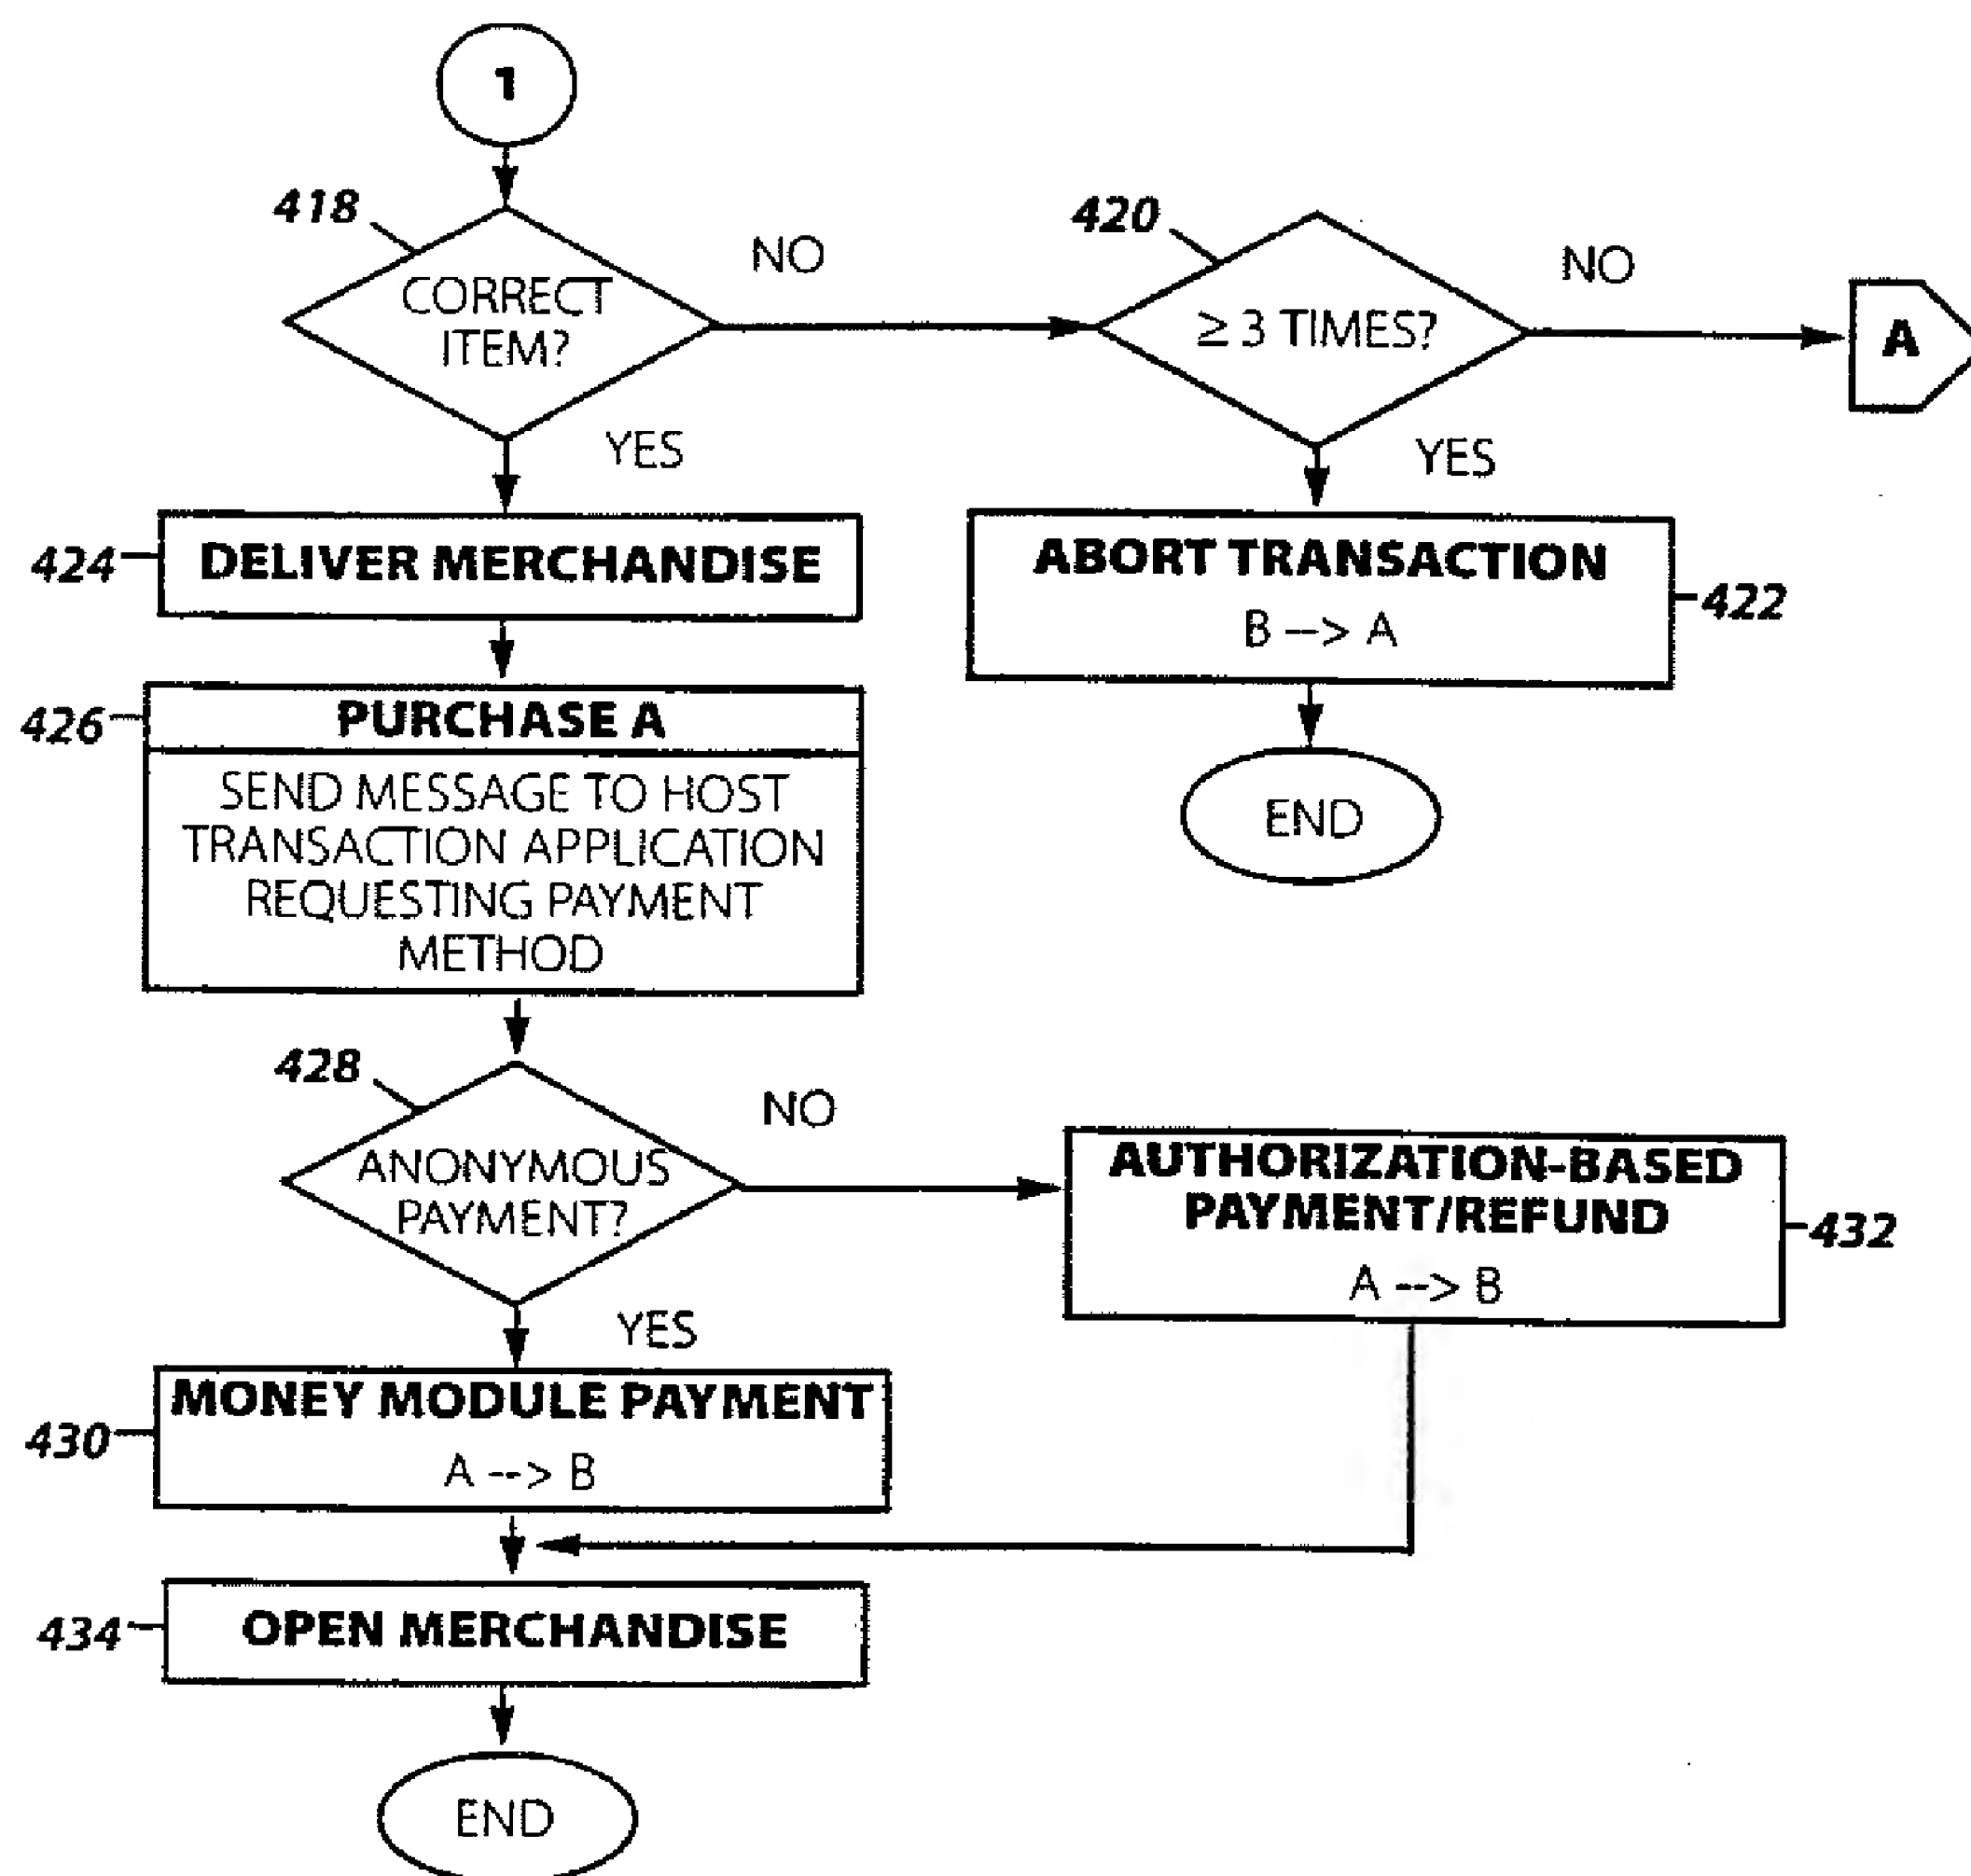 1
418
CORRECT
ITEM?
NO
YES
420
≥ 3 TIMES?
NO
YES
A
424
DELIVER MERCHANDISE
ABORT TRANSACTION
B --> A
422
END
426
PURCHASE A
SEND MESSAGE TO HOST
TRANSACTION APPLICATION
REQUESTING PAYMENT
METHOD
428
ANONYMOUS
PAYMENT?
NO
YES
AUTHORIZATION-BASED
PAYMENT/REFUND
A --> B
432
430
MONEY MODULE PAYMENT
A --> B
434
OPEN MERCHANDISE
END